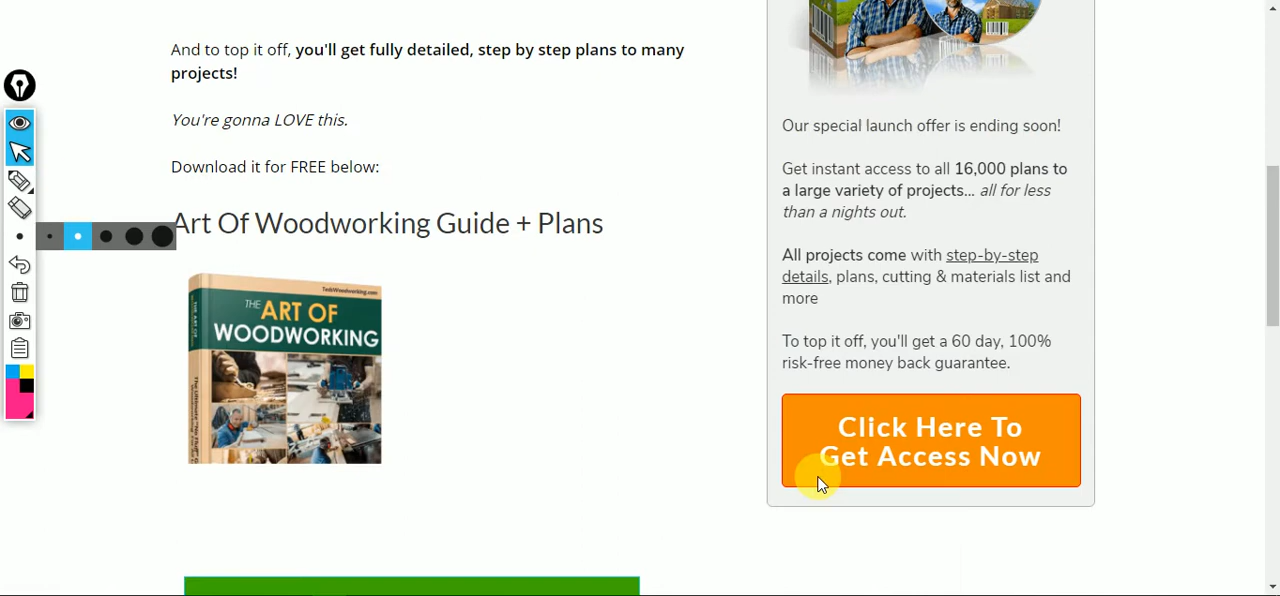 And to top it off, you'll get fully detailed, step by step plans to many
projects!
You're gonna LOVE this.
Download it for FREE below:
Art Of Woodworking Guide + Plans
TedsWoodworking.com
THE ART OF
WOODWORKING
Our special launch offer is ending soon!
Get instant access to all 16,000 plans to
a large variety of projects... all for less
than a nights out.
All projects come with step-by-step
details, plans, cutting & materials list and
more
To top it off, you'll get a 60 day, 100%
risk-free money back guarantee.
Click Here To
Get Access Now